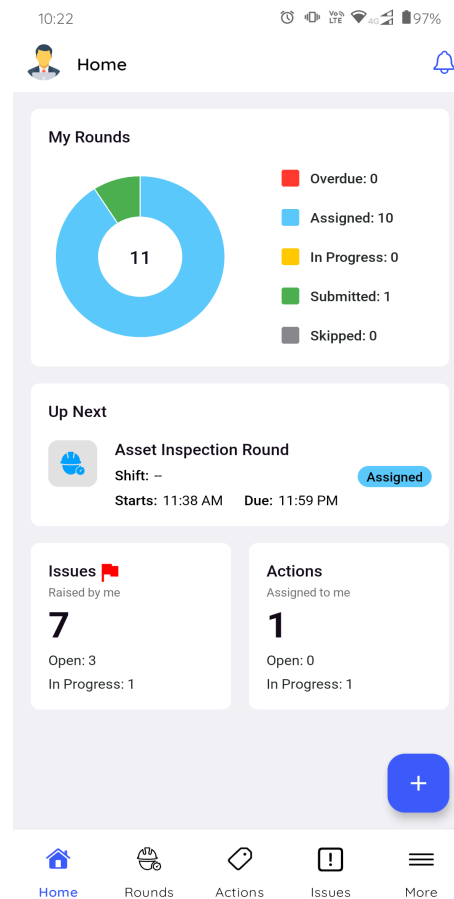 10:22
Vo) LTE 4G 97%
Home
My Rounds
11
Overdue: 0
Assigned: 10
In Progress: 0
Submitted: 1
Skipped: 0
Up Next
Asset Inspection Round
Shift: --
Assigned
Starts: 11:38 AM Due: 11:59 PM
Issues
Raised by me
7
Open: 3
In Progress: 1
Actions
Assigned to me
1
Open: 0
In Progress: 1
+
Home Rounds Actions Issues More